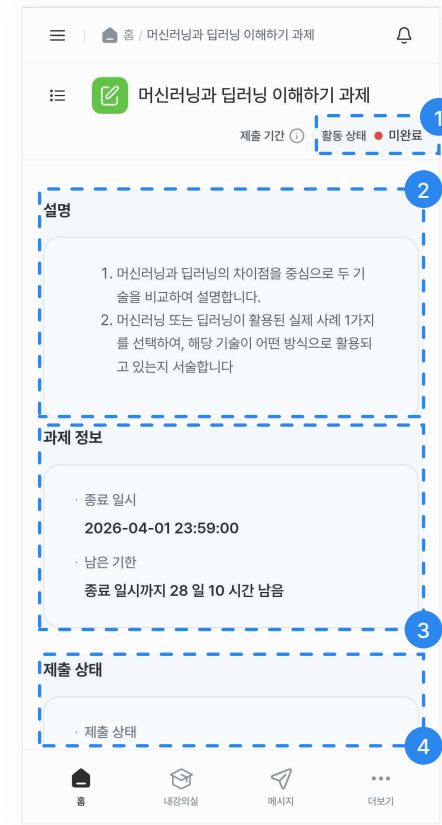 홈 / 머신러닝과 딥러닝 이해하기 과제
머신러닝과 딥러닝 이해하기 과제
1
제출 기간 활동 상태 미완료
2
설명
1. 머신러닝과 딥러닝의 차이점을 중심으로 두 기
술을 비교하여 설명합니다.
2. 머신러닝 또는 딥러닝이 활용된 실제 사례 1가지
를 선택하여, 해당 기술이 어떤 방식으로 활용되
고 있는지 서술합니다
과제 정보
· 종료 일시
2026-04-01 23:59:00
· 남은 기한
종료 일시까지 28 일 10 시간 남음
3
제출 상태
· 제출 상태
4
홈 내강의실 메시지 더보기